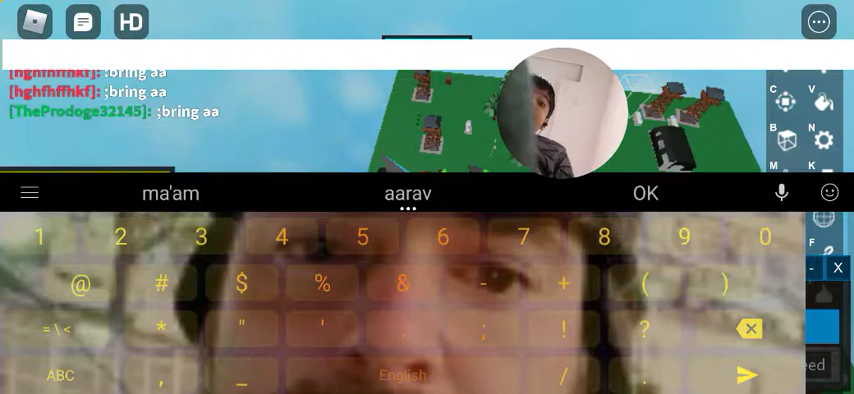 HD
[hghfhffhkf]: :bring aa
[hghfhffhkf]: :bring aa
[TheProdoge32145]: ;bring aa
C V
B N
M K
F
- X
ma'am aarav OK
1 2 3 4 5 6 7 8 9 0
@ # $ % & - + ( )
= \ < * " ' : ; ! ?
ABC , _ English / .
eed